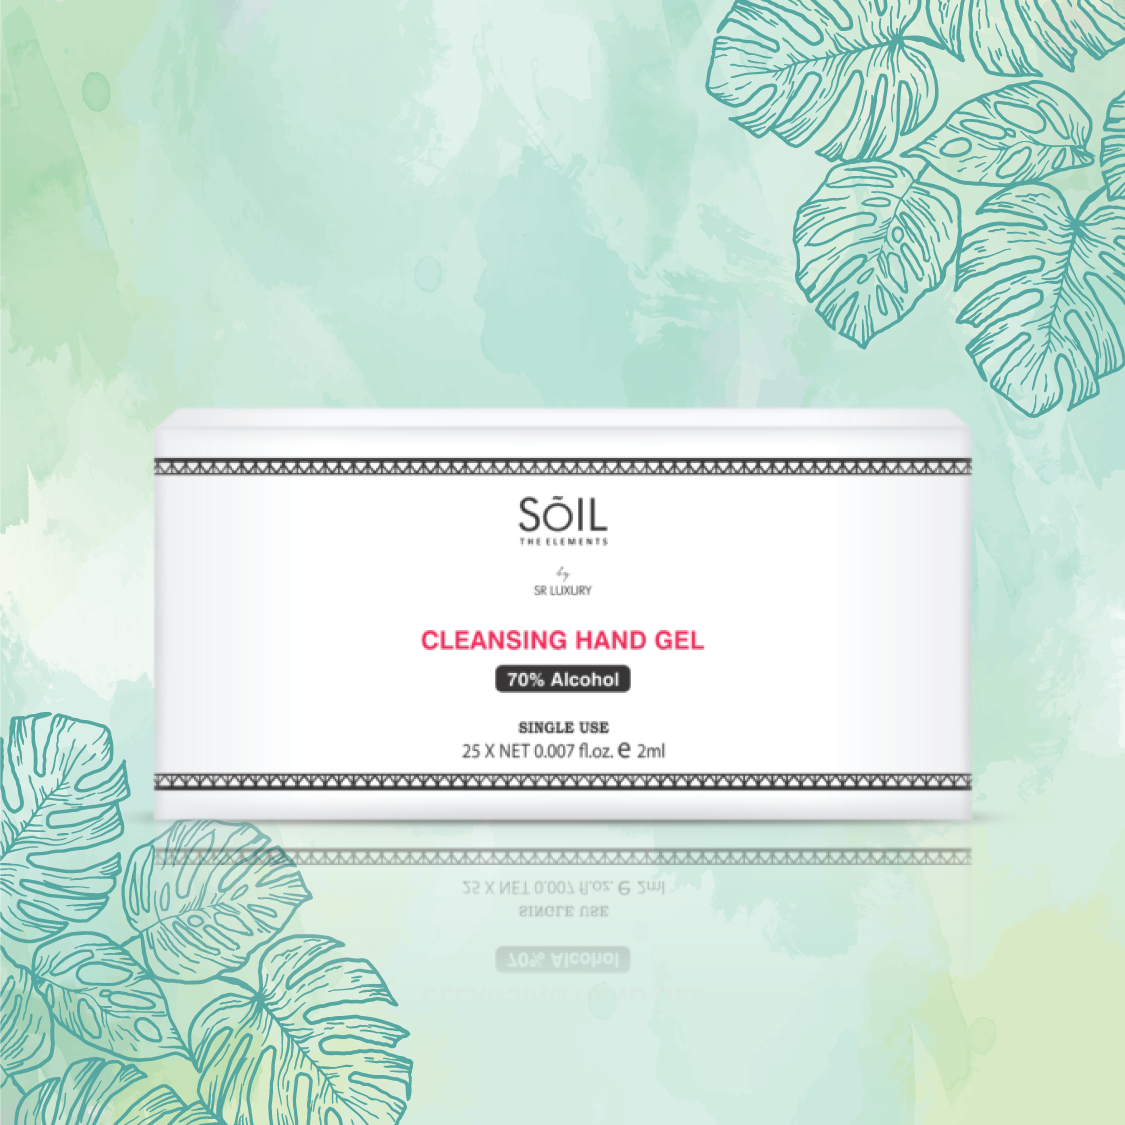 SÕIL
THE ELEMENTS
by
SR LUXURY
CLEANSING HAND GEL
70% Alcohol
SINGLE USE
25 X NET 0.007 fl.oz. ℮ 2ml